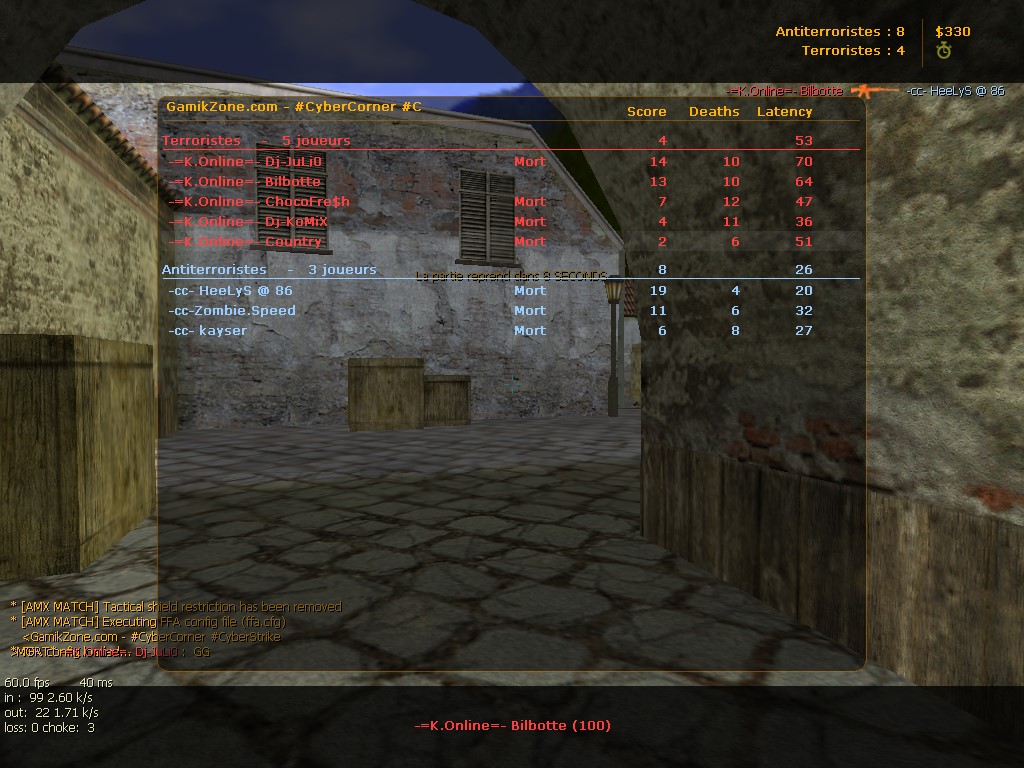 Antiterroristes : 8 $330
Terroristes : 4
-=K.Online=- Bilbotte -cc- HeeLyS @ 86
GamikZone.com - #CyberCorner #C
Score Deaths Latency
Terroristes - 5 joueurs 4 53
-=K.Online=- Dj-JuLi0 Mort 14 10 70
-=K.Online=- Bilbotte 13 10 64
-=K.Online=- ChocoFre$h Mort 7 12 47
-=K.Online=- Dj-KoMiX Mort 4 11 36
-=K.Online=- Country Mort 2 6 51
Antiterroristes - 3 joueurs 8 26
-cc- HeeLyS @ 86 Mort 19 4 20
-cc-Zombie.Speed Mort 11 6 32
-cc- kayser Mort 6 8 27
La partie reprend dans 8 SECONDS
* [AMX MATCH] Tactical shield restriction has been removed
* [AMX MATCH] Executing FFA config file (ffa.cfg)
<GamikZone.com - #CyberCorner #CyberStrike
Dj-JuLi0 : GG
60.0 fps 40 ms
in : 99 2.60 k/s
out: 22 1.71 k/s
loss: 0 choke: 3
-=K.Online=- Bilbotte (100)